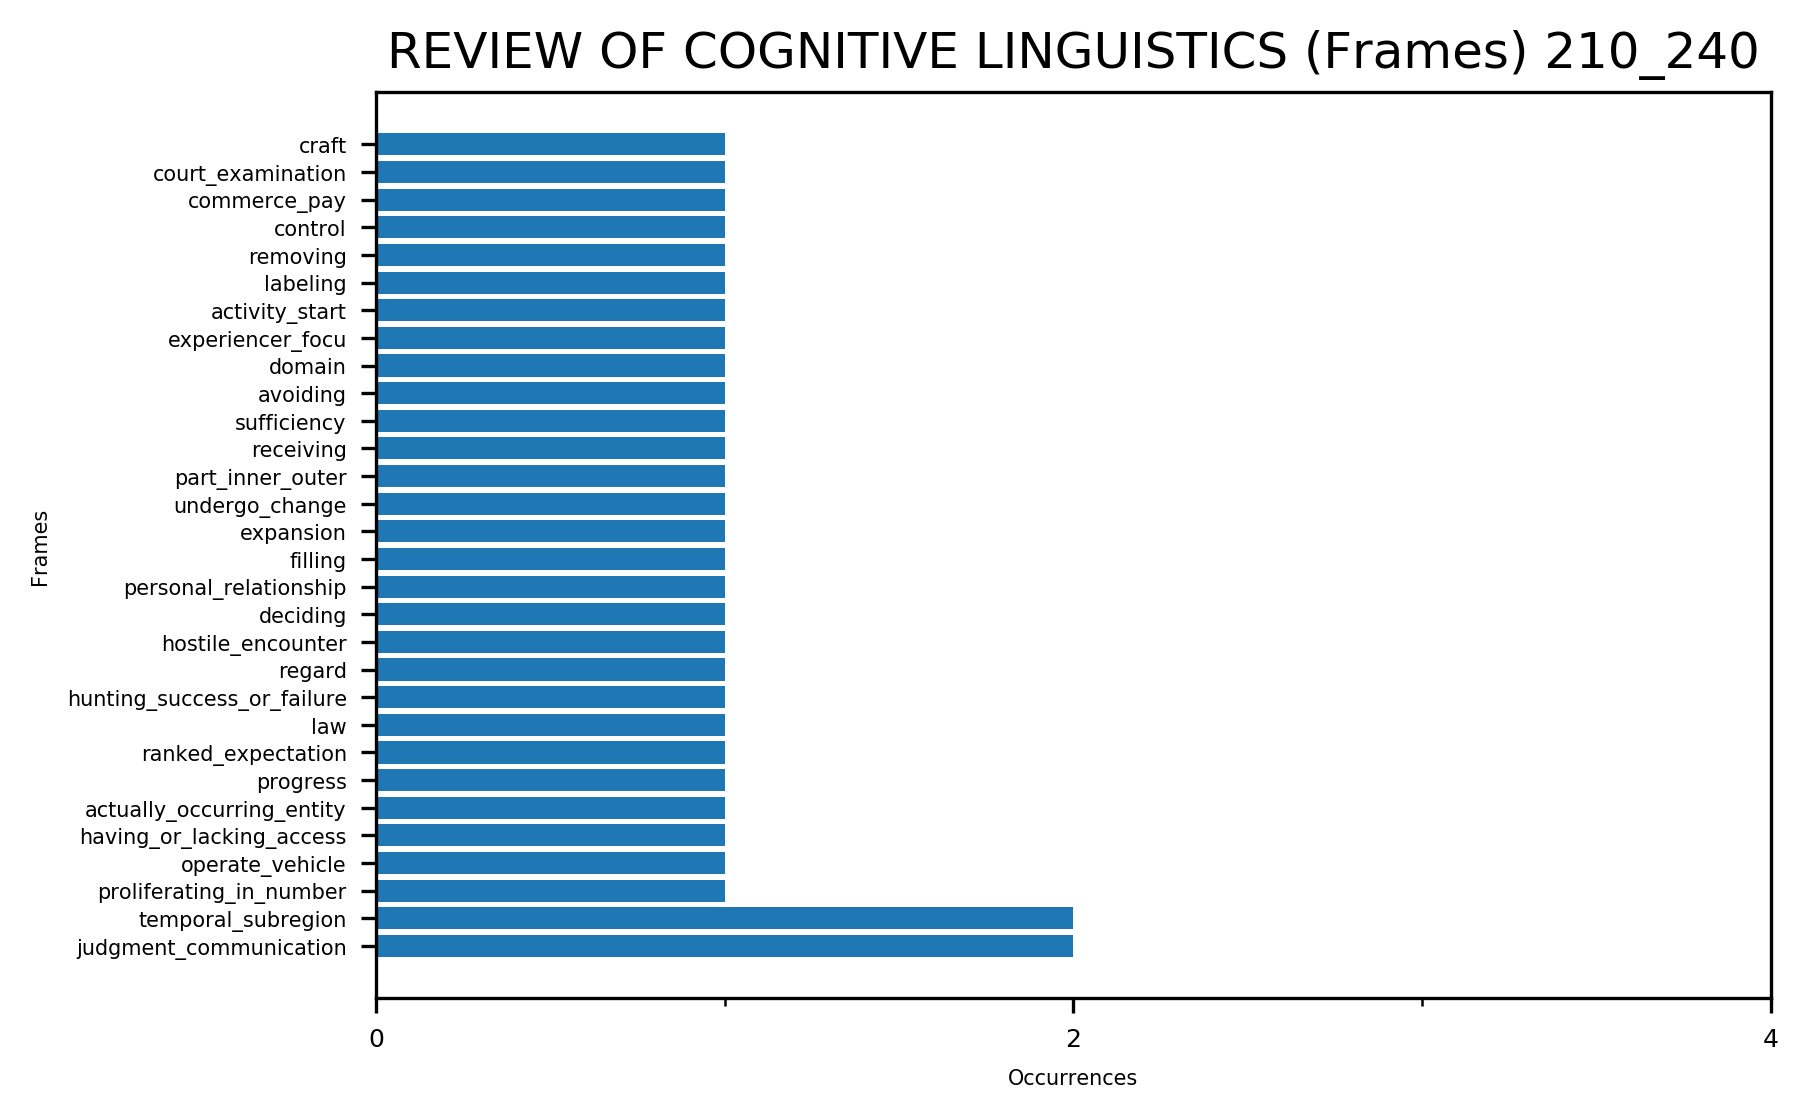 REVIEW OF COGNITIVE LINGUISTICS (Frames) 210_240
craft
court_examination
commerce_pay
control
removing
labeling
activity_start
experiencer_focu
domain
avoiding
sufficiency
receiving
part_inner_outer
undergo_change
expansion
filling
personal_relationship
deciding
hostile_encounter
regard
hunting_success_or_failure
law
ranked_expectation
progress
actually_occurring_entity
having_or_lacking_access
operate_vehicle
proliferating_in_number
temporal_subregion
judgment_communication
Frames
0 2 4
Occurrences